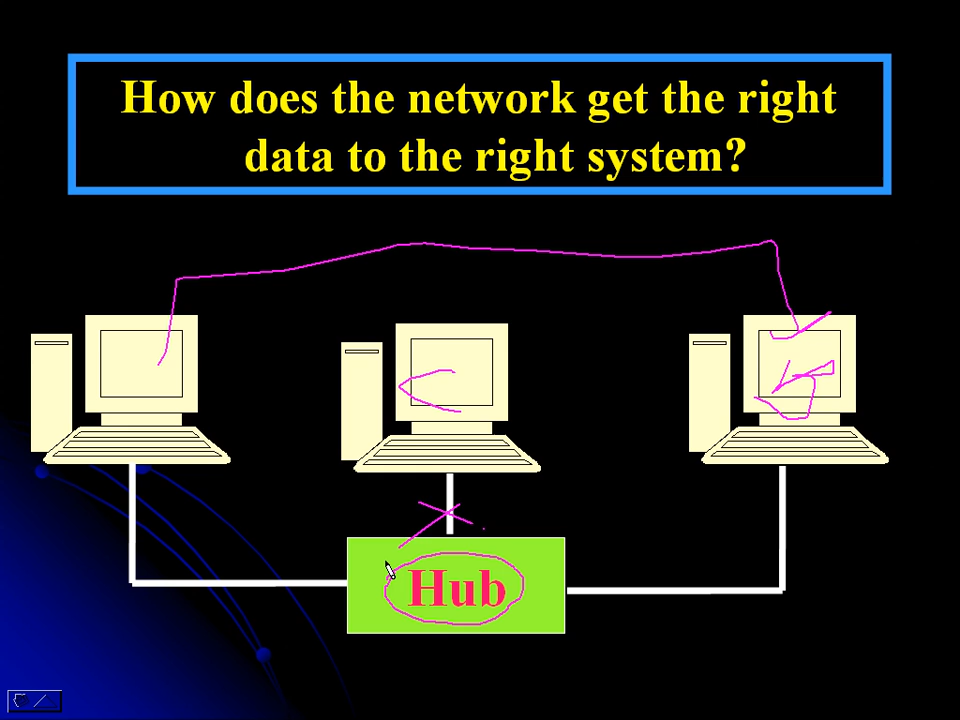 How does the network get the right
data to the right system?
Hub